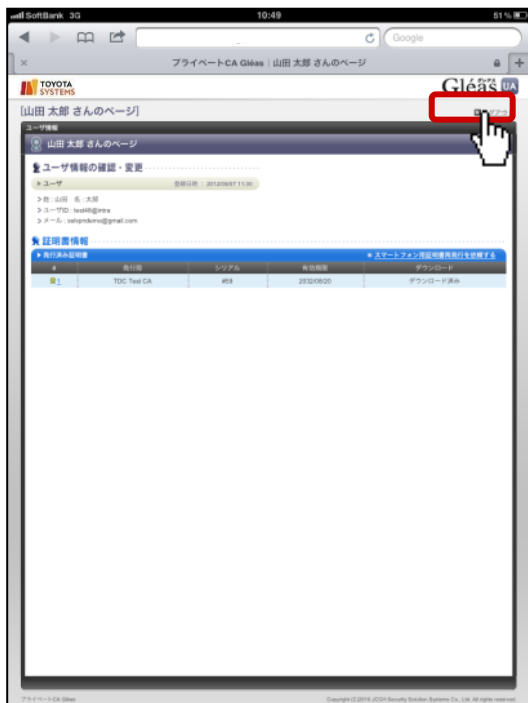 SoftBank 3G 10:49 51%
Google
プライベートCA Gléas｜山田 太郎 さんのページ
TOYOTA SYSTEMS
Gléas UA
[山田 太郎 さんのページ]
ユーザ情報
山田 太郎 さんのページ
ユーザ情報の確認・変更
ユーザ 登録日時 : 2012/09/07 11:30
姓 : 山田 名 : 太郎
ユーザID :
メール :
証明書情報
発行済み証明書 スマートフォン用証明書再発行を依頼する
# 発行局 シリアル 有効期限 ダウンロード
1 TDC Test CA #59 2032/08/20 ダウンロード済み
プライベートCA Gléas